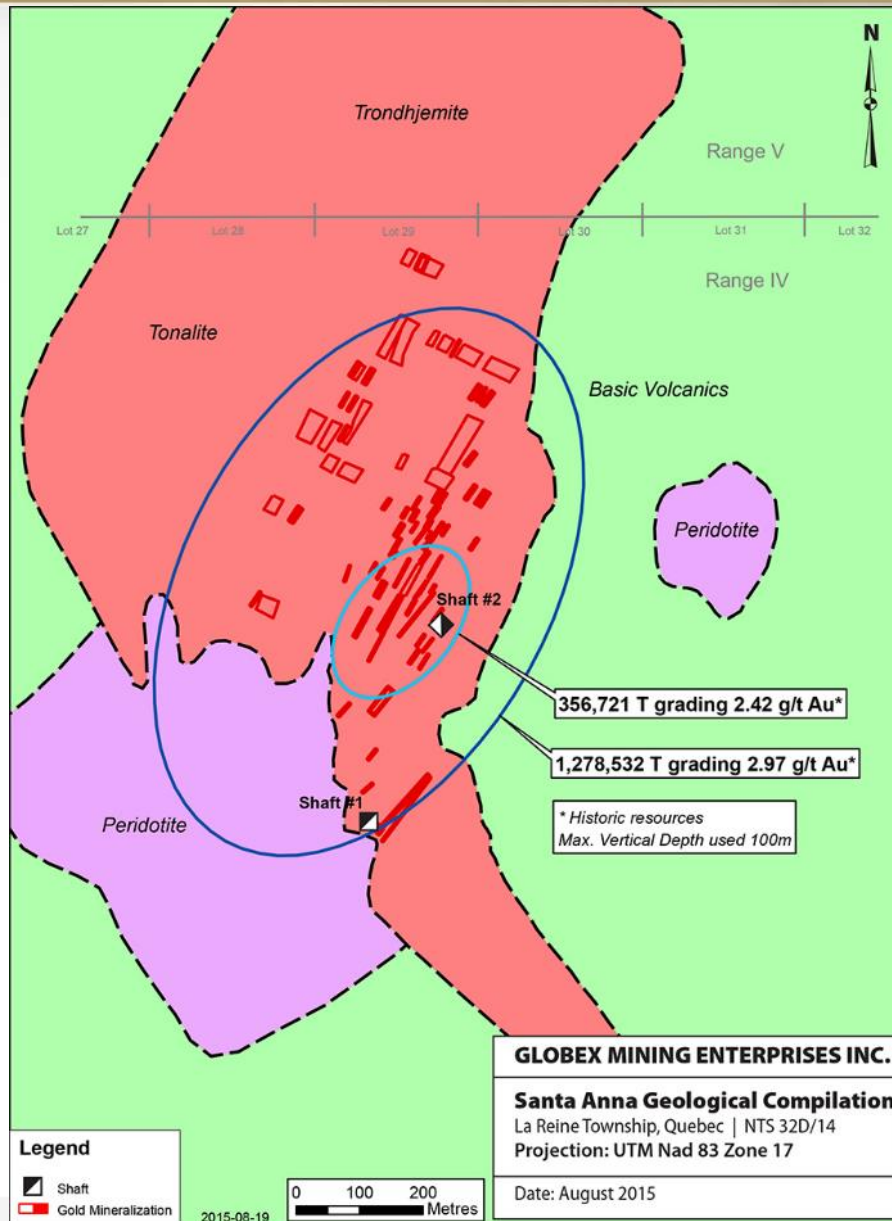 N
Trondhjemite
Range V
Lot 27
Lot 28
Lot 29
Lot 30
Lot 31
Lot 32
Range IV
Tonalite
Basic Volcanics
Peridotite
Shaft #2
356,721 T grading 2.42 g/t Au*
1,278,532 T grading 2.97 g/t Au*
Shaft #1
* Historic resources
Max. Vertical Depth used 100m
Peridotite
GLOBEX MINING ENTERPRISES INC.
Santa Anna Geological Compilation
La Reine Township, Quebec | NTS 32D/14
Projection: UTM Nad 83 Zone 17
Date: August 2015
Legend
Shaft
Gold Mineralization
2015-08-19
0 100 200
Metres